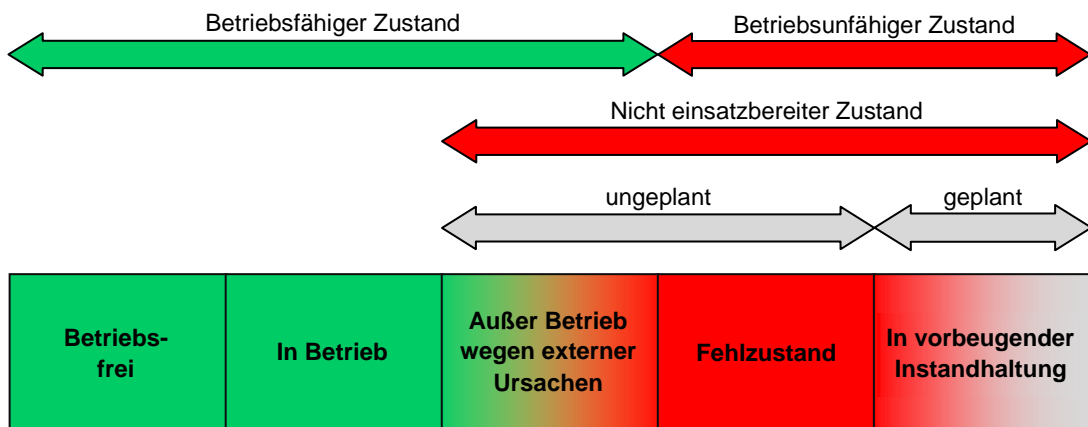 Betriebsfähiger Zustand
Betriebsunfähiger Zustand
Nicht einsatzbereiter Zustand
ungeplant
geplant
Betriebs-
frei
In Betrieb
Außer Betrieb
wegen externer
Ursachen
Fehlzustand
In vorbeugender
Instandhaltung